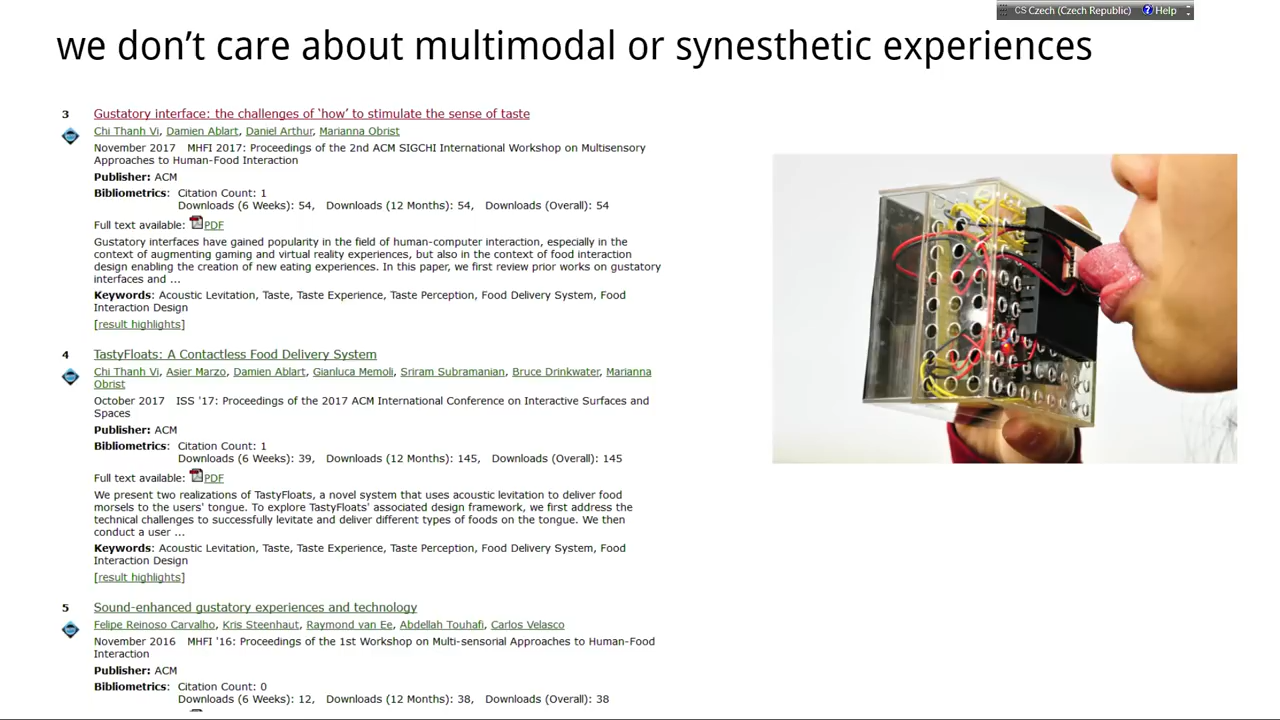 CS Czech (Czech Republic) Help
we don't care about multimodal or synesthetic experiences
3 Gustatory interface: the challenges of 'how' to stimulate the sense of taste
Chi Thanh Vi, Damien Ablart, Daniel Arthur, Marianna Obrist
November 2017 MHFI 2017: Proceedings of the 2nd ACM SIGCHI International Workshop on Multisensory
Approaches to Human-Food Interaction
Publisher: ACM
Bibliometrics: Citation Count: 1
Downloads (6 Weeks): 54, Downloads (12 Months): 54, Downloads (Overall): 54
Full text available: PDF
Gustatory interfaces have gained popularity in the field of human-computer interaction, especially in the
context of augmenting gaming and virtual reality experiences, but also in the context of food interaction
design enabling the creation of new eating experiences. In this paper, we first review prior works on gustatory
interfaces and ...
Keywords: Acoustic Levitation, Taste, Taste Experience, Taste Perception, Food Delivery System, Food
Interaction Design
[result highlights]
4 TastyFloats: A Contactless Food Delivery System
Chi Thanh Vi, Asier Marzo, Damien Ablart, Gianluca Memoli, Sriram Subramanian, Bruce Drinkwater, Marianna
Obrist
October 2017 ISS '17: Proceedings of the 2017 ACM International Conference on Interactive Surfaces and
Spaces
Publisher: ACM
Bibliometrics: Citation Count: 1
Downloads (6 Weeks): 39, Downloads (12 Months): 145, Downloads (Overall): 145
Full text available: PDF
We present two realizations of TastyFloats, a novel system that uses acoustic levitation to deliver food
morsels to the users' tongue. To explore TastyFloats' associated design framework, we first address the
technical challenges to successfully levitate and deliver different types of foods on the tongue. We then
conduct a user ...
Keywords: Acoustic Levitation, Taste, Taste Experience, Taste Perception, Food Delivery System, Food
Interaction Design
[result highlights]
5 Sound-enhanced gustatory experiences and technology
Felipe Reinoso Carvalho, Kris Steenhaut, Raymond van Ee, Abdellah Touhafi, Carlos Velasco
November 2016 MHFI '16: Proceedings of the 1st Workshop on Multi-sensorial Approaches to Human-Food
Interaction
Publisher: ACM
Bibliometrics: Citation Count: 0
Downloads (6 Weeks): 12, Downloads (12 Months): 38, Downloads (Overall): 38